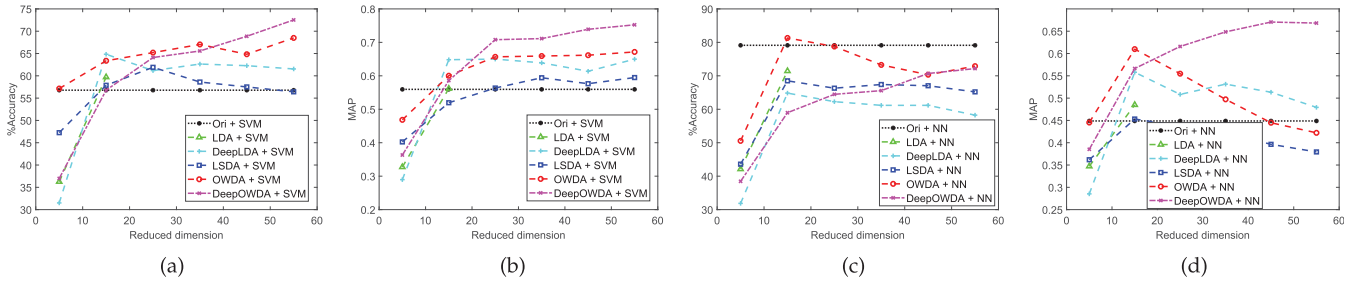 75
70
65
60
55
50
45
40
35
30
%Accuracy
0 10 20 30 40 50 60
Reduced dimension
Ori + SVM
LDA + SVM
DeepLDA + SVM
LSDA + SVM
OWDA + SVM
DeepOWDA + SVM
(a)
0.8
0.7
0.6
0.5
0.4
0.3
0.2
MAP
0 10 20 30 40 50 60
Reduced dimension
Ori + SVM
LDA + SVM
DeepLDA + SVM
LSDA + SVM
OWDA + SVM
DeepOWDA + SVM
(b)
90
80
70
60
50
40
30
%Accuracy
0 10 20 30 40 50 60
Reduced dimension
Ori + NN
LDA + NN
DeepLDA + NN
LSDA + NN
OWDA + NN
DeepOWDA + NN
(c)
0.65
0.6
0.55
0.5
0.45
0.4
0.35
0.3
0.25
MAP
0 10 20 30 40 50 60
Reduced dimension
Ori + NN
LDA + NN
DeepLDA + NN
LSDA + NN
OWDA + NN
DeepOWDA + NN
(d)